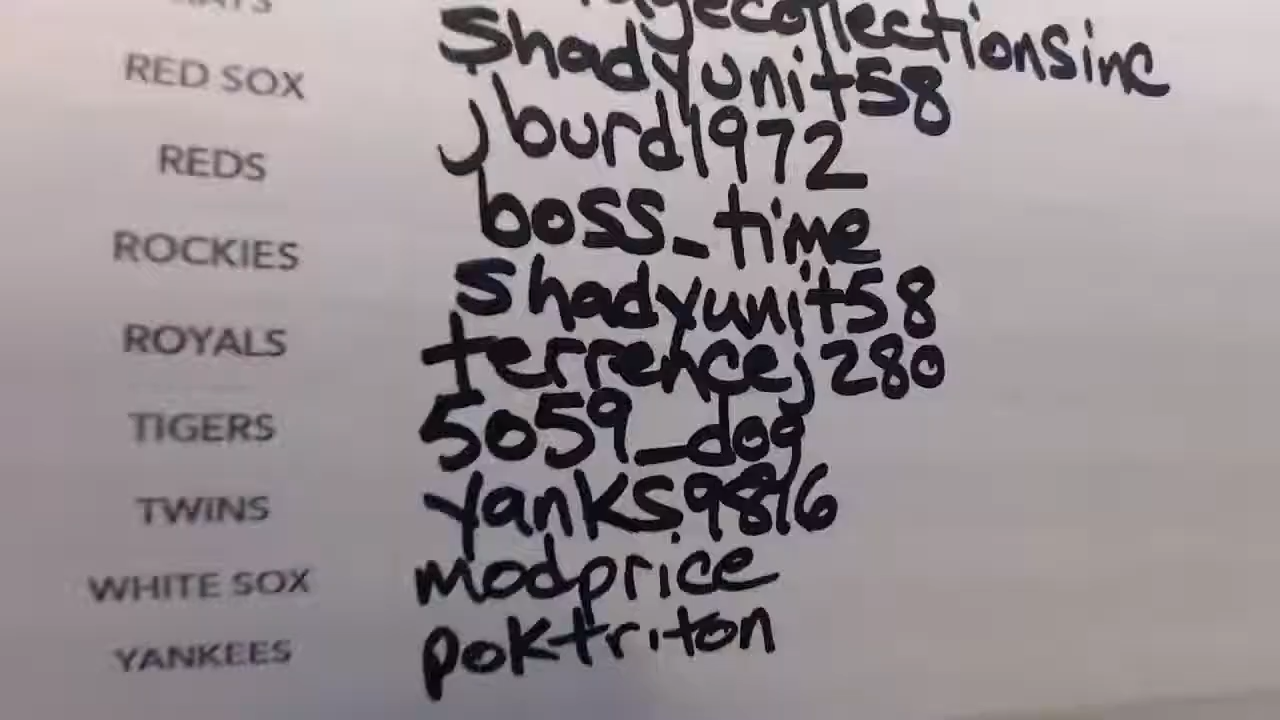 RED SOX shadyunit58
REDS jburd1972
ROCKIES boss_time
ROYALS shadyunit58
TIGERS terrencej280
TWINS 5059_dog
WHITE SOX yanks9816
YANKEES modprice
poktriton